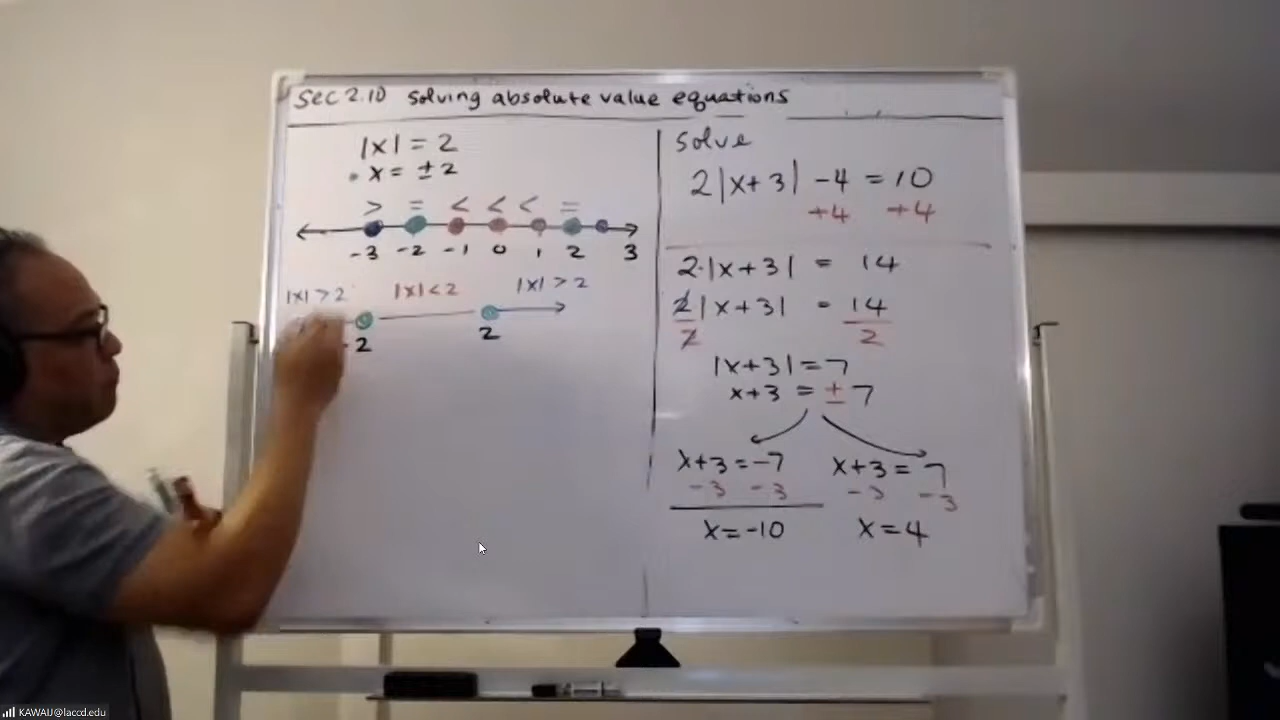 Sec 2.10 Solving absolute value equations
|x| = 2
x = ±2
> = < < < =
-3 -2 -1 0 1 2 3
|x| > 2 |x| < 2 |x| > 2
-2 2
Solve
2|x+3| -4 = 10
+4 +4
2·|x+3| = 14
2|x+3| = 14
2 2
|x+3| = 7
x+3 = ±7
x+3 = -7 x+3 = 7
-3 -3 -3 -3
x = -10 x = 4
KAWAIJ@laccd.edu